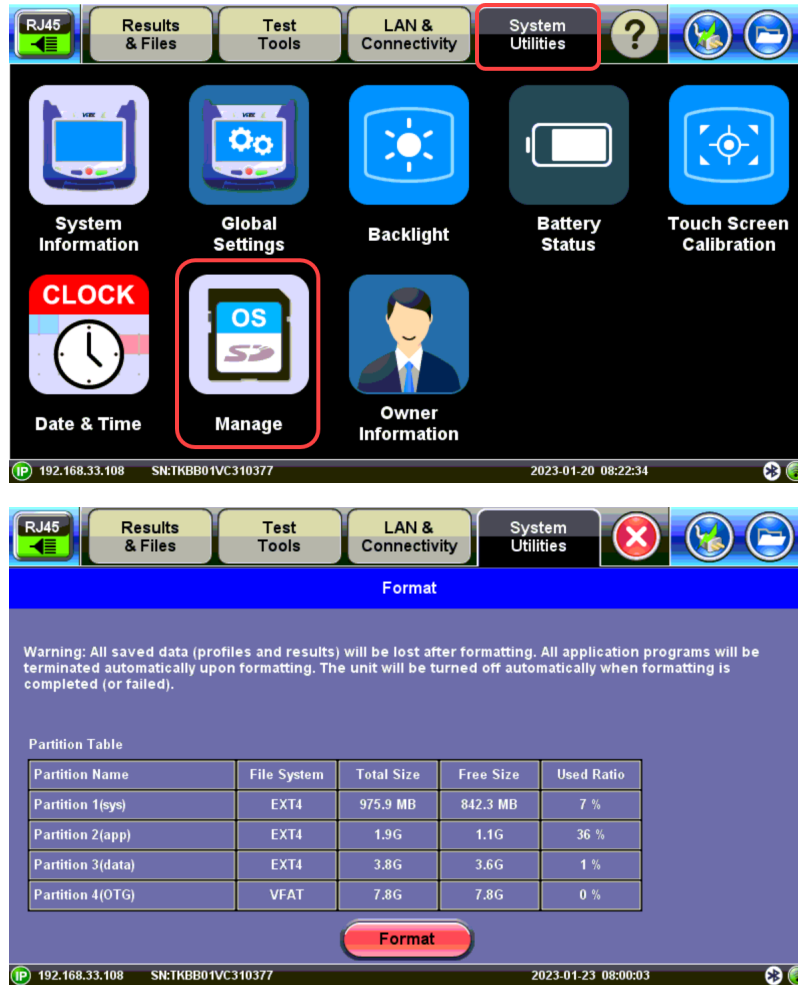 RJ45
Results
& Files
Test
Tools
LAN &
Connectivity
System
Utilities
?
System
Information
Global
Settings
Backlight
Battery
Status
Touch Screen
Calibration
CLOCK
OS
SD
Date & Time
Manage
Owner
Information
IP 192.168.33.108 SN:TKBB01VC310377 2023-01-20 08:22:34
RJ45
Results
& Files
Test
Tools
LAN &
Connectivity
System
Utilities
Format
Warning: All saved data (profiles and results) will be lost after formatting. All application programs will be
terminated automatically upon formatting. The unit will be turned off automatically when formatting is
completed (or failed).
Partition Table
Partition Name File System Total Size Free Size Used Ratio
Partition 1(sys) EXT4 975.9 MB 842.3 MB 7 %
Partition 2(app) EXT4 1.9G 1.1G 36 %
Partition 3(data) EXT4 3.8G 3.6G 1 %
Partition 4(OTG) VFAT 7.8G 7.8G 0 %
Format
IP 192.168.33.108 SN:TKBB01VC310377 2023-01-23 08:00:03